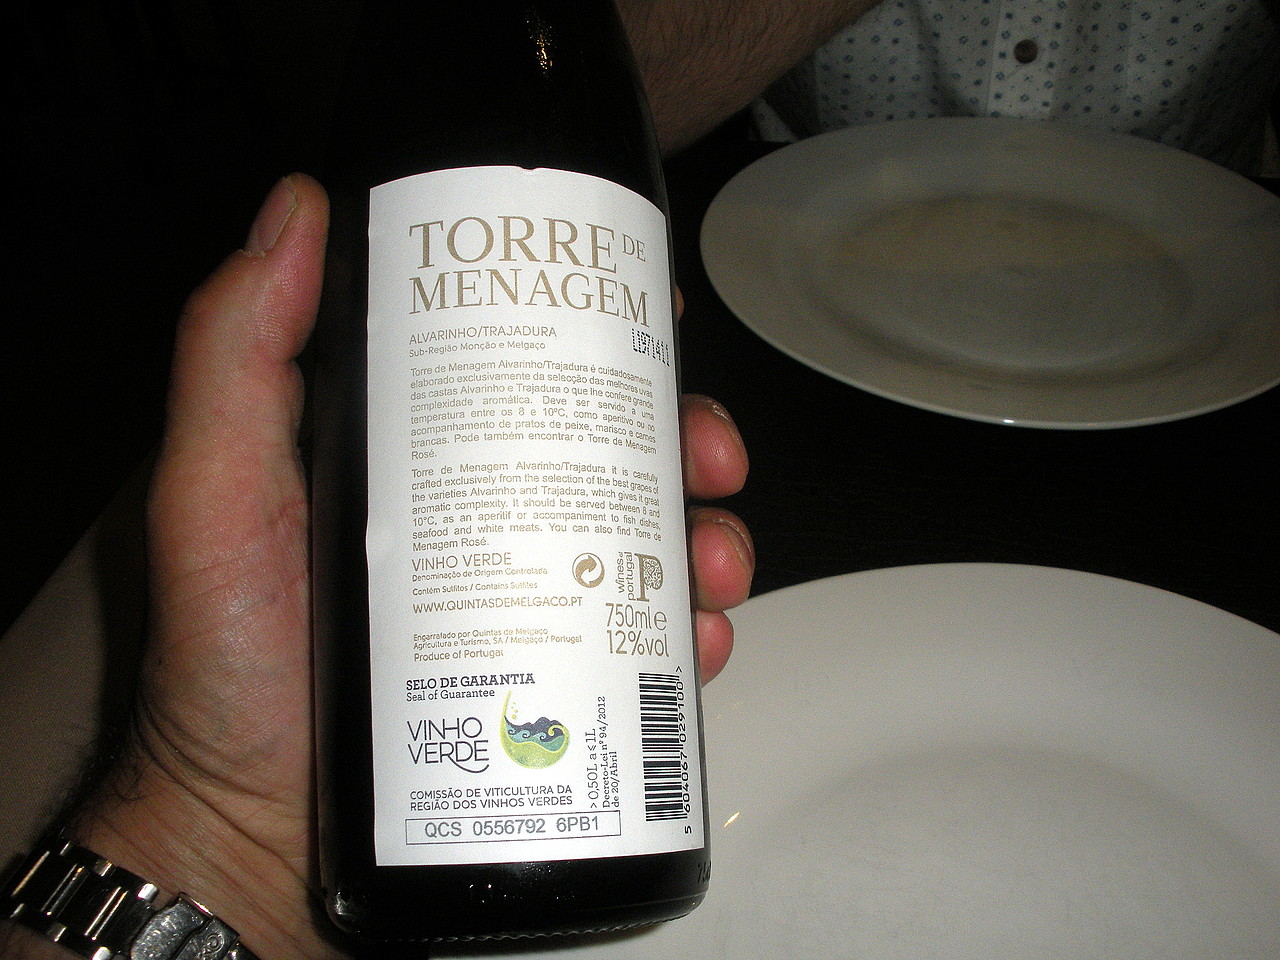 TORRE DE
MENAGEM
ALVARINHO/TRAJADURA
Sub-Região Monção e Melgaço
Torre de Menagem Alvarinho/Trajadura é cuidadosamente
elaborado exclusivamente da selecção das melhores uvas
das castas Alvarinho e Trajadura o que lhe confere grande
complexidade aromática. Deve ser servido a uma
temperatura entre os 8 e 10ºC, como aperitivo ou no
acompanhamento de pratos de peixe, marisco e carnes
brancas. Pode também encontrar o Torre de Menagem
Rosé.
Torre de Menagem Alvarinho/Trajadura it is carefully
crafted exclusively from the selection of the best grapes of
the varieties Alvarinho and Trajadura, which gives it great
aromatic complexity. It should be served between 8 and
10°C, as an aperitif or accompaniment to fish dishes,
seafood and white meats. You can also find Torre de
Menagem Rosé.
VINHO VERDE
Denominação de Origem Controlada
Contém Sulfitos / Contains Sulfites
WWW.QUINTASDEMELGACO.PT
wines of
portugal
750ml e
12%vol
Engarrafado por Quintas de Melgaço
Agricultura e Turismo, SA / Melgaço / Portugal
Produce of Portugal
SELO DE GARANTIA
Seal of Guarantee
VINHO
VERDE
>0,50L a ≤1L
Decreto-Lei nº 94/2012
de 20/Abril
5 604067 029100 >
COMISSÃO DE VITICULTURA DA
REGIÃO DOS VINHOS VERDES
QCS 0556792 6PB1